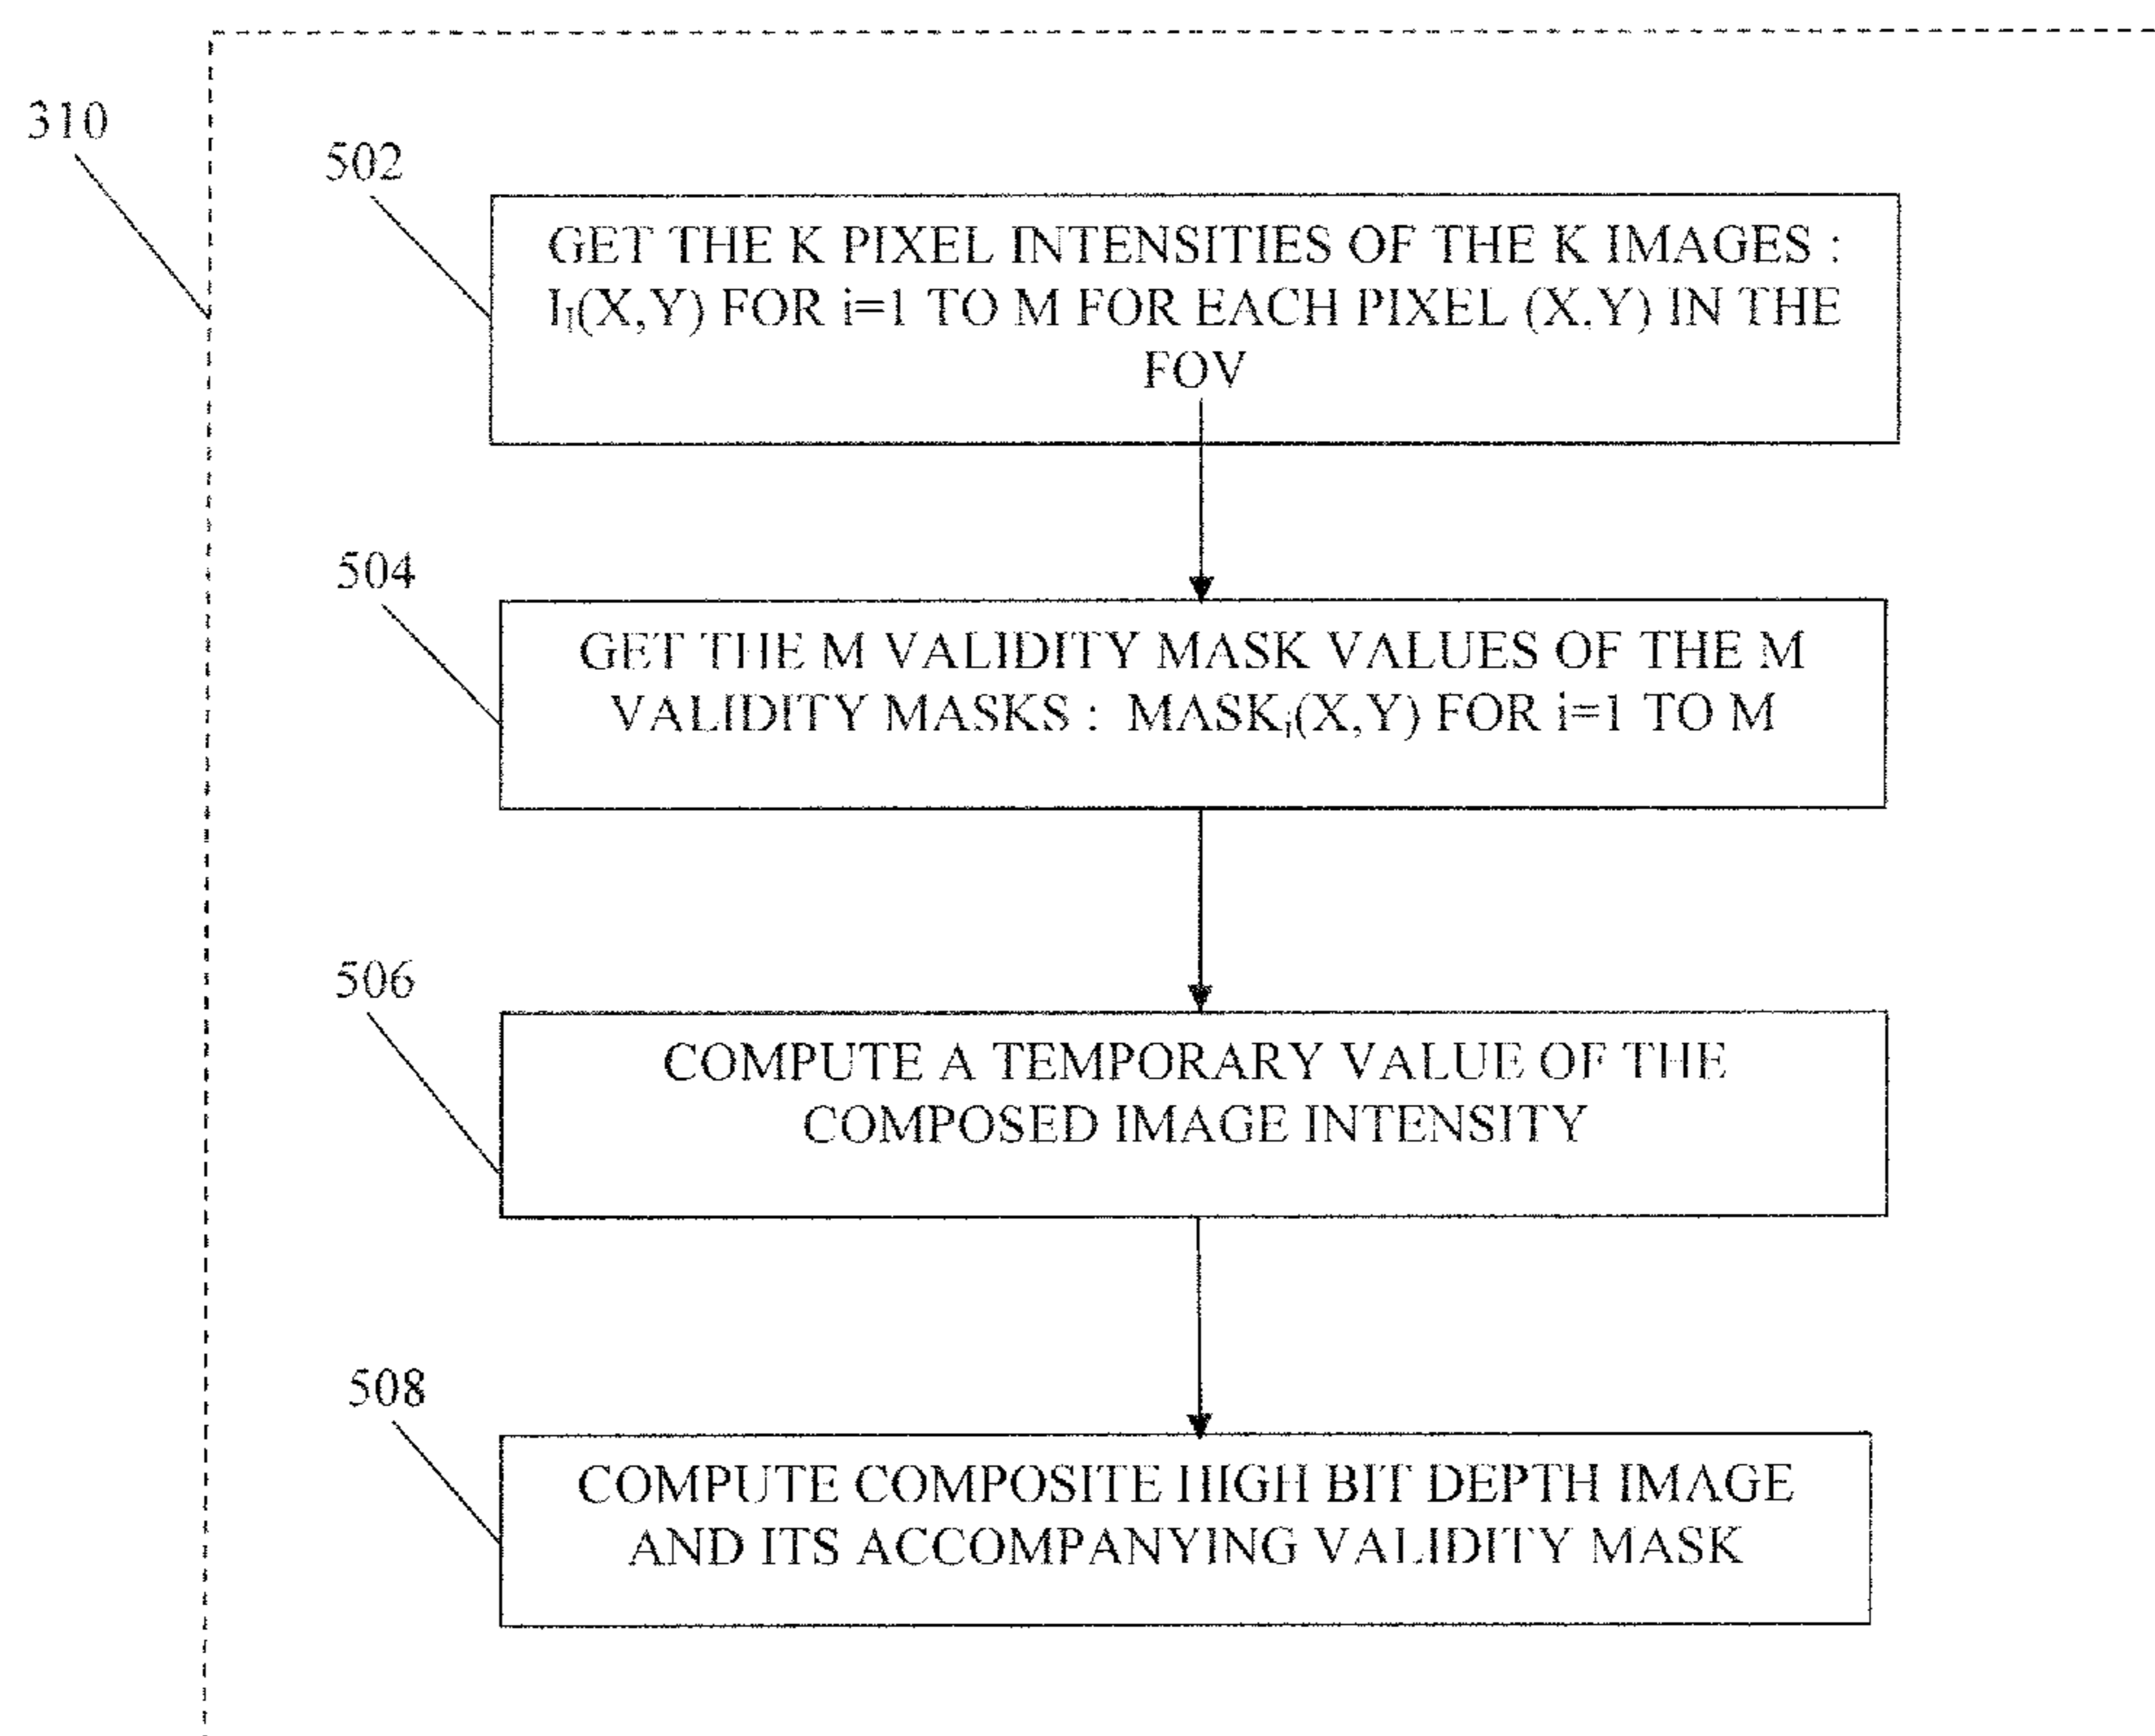 310
502
GET THE K PIXEL INTENSITIES OF THE K IMAGES :
I_I(X,Y) FOR i=1 TO M FOR EACH PIXEL (X,Y) IN THE
FOV
504
GET THE M VALIDITY MASK VALUES OF THE M
VALIDITY MASKS : MASK_i(X,Y) FOR i=1 TO M
506
COMPUTE A TEMPORARY VALUE OF THE
COMPOSED IMAGE INTENSITY
508
COMPUTE COMPOSITE HIGH BIT DEPTH IMAGE
AND ITS ACCOMPANYING VALIDITY MASK